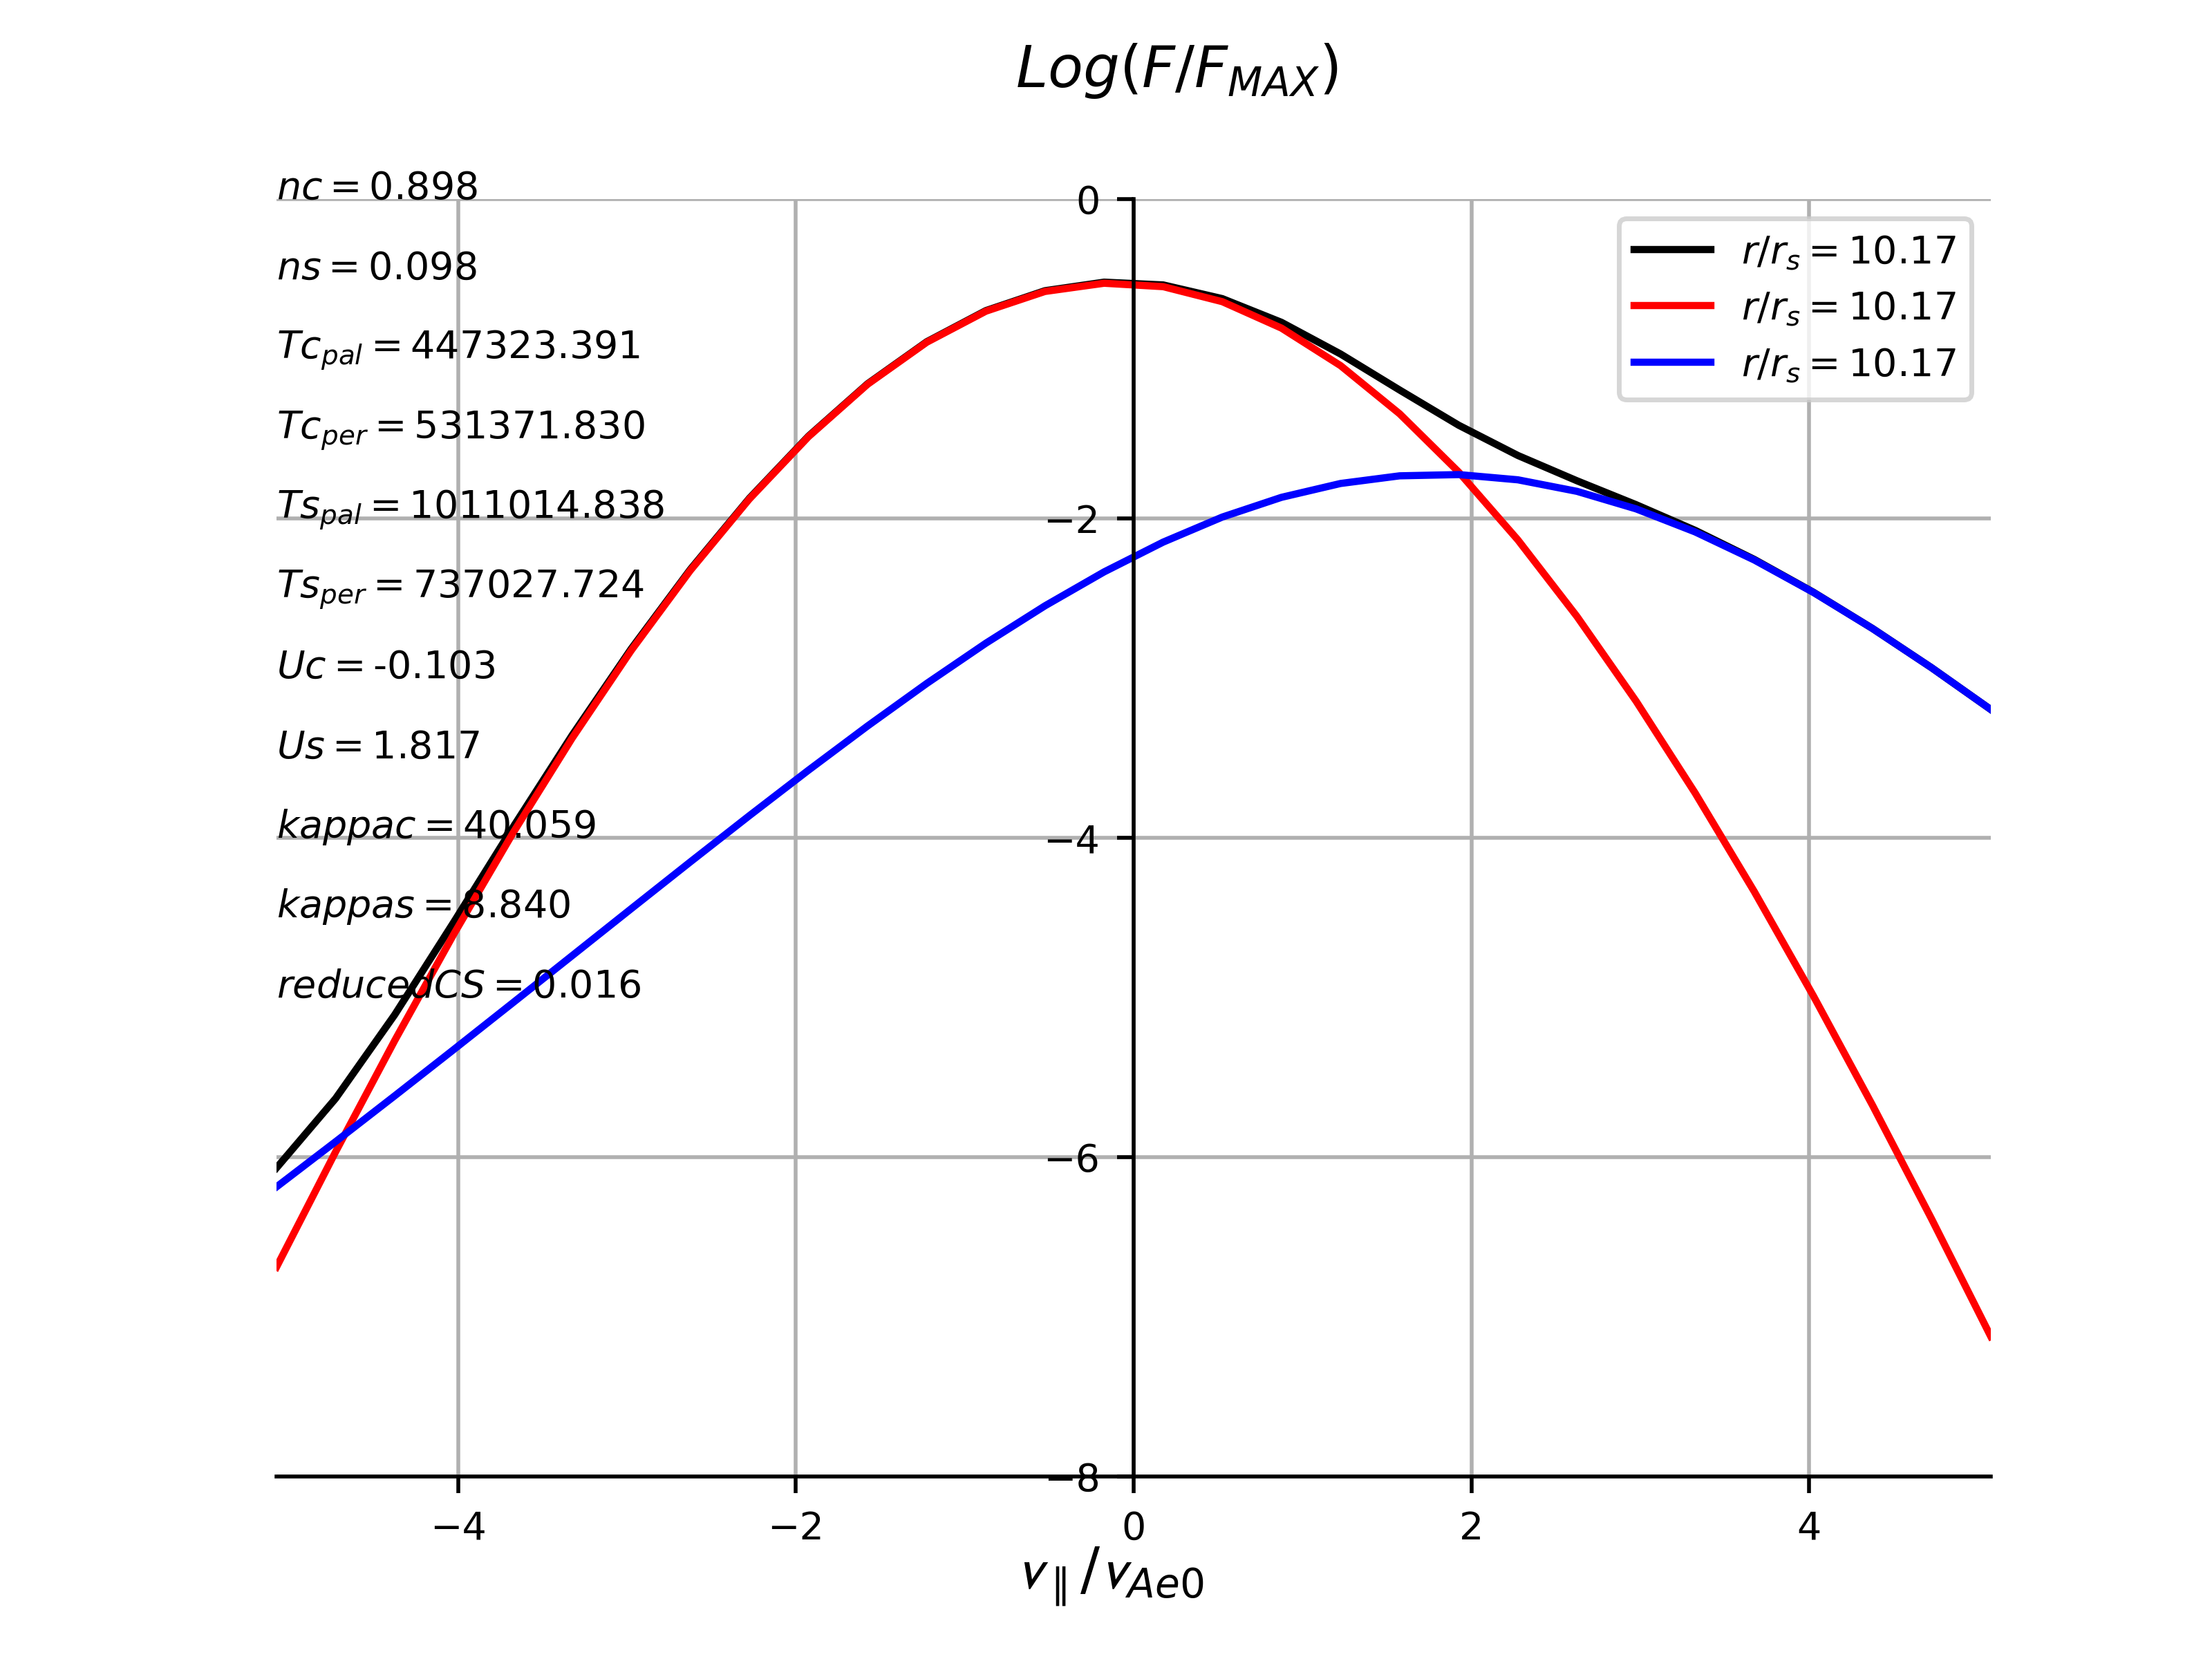 Log(F/F_MAX)
nc = 0.898
ns = 0.098
Tc_pal = 447323.391
Tc_per = 531371.830
Ts_pal = 1011014.838
Ts_per = 737027.724
Uc = -0.103
Us = 1.817
kappac = 40.059
kappas = 8.840
reducedCS = 0.016
r/r_s = 10.17
r/r_s = 10.17
r/r_s = 10.17
0
−2
−4
−6
−8
−4 −2 0 2 4
v_∥/v_Ae0